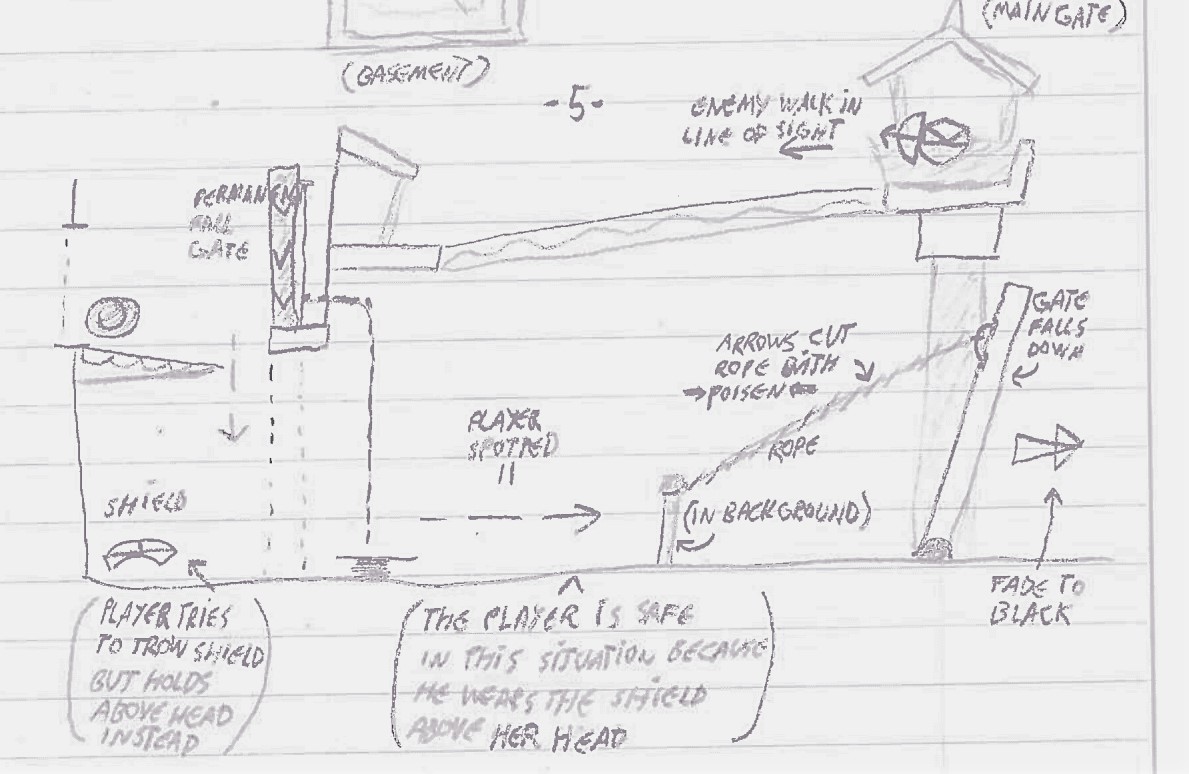 (MAIN GATE)
(BASEMENT)
-5-
ENEMY WALK IN
LINE OF SIGHT
PERMANENT
FALL
GATE
GATE
FALLS
DOWN
ARROWS CUT
ROPE WITH
POISEN
PLAYER
SPOTTED
!!
ROPE
SHIELD
(IN BACKGROUND)
FADE TO
BLACK
(PLAYER TRIES
TO TROW SHIELD
BUT HOLDS
ABOVE HEAD
INSTEAD)
(THE PLAYER IS SAFE
IN THIS SITUATION BECAUSE
HE WEARS THE SHIELD
ABOVE HER HEAD)